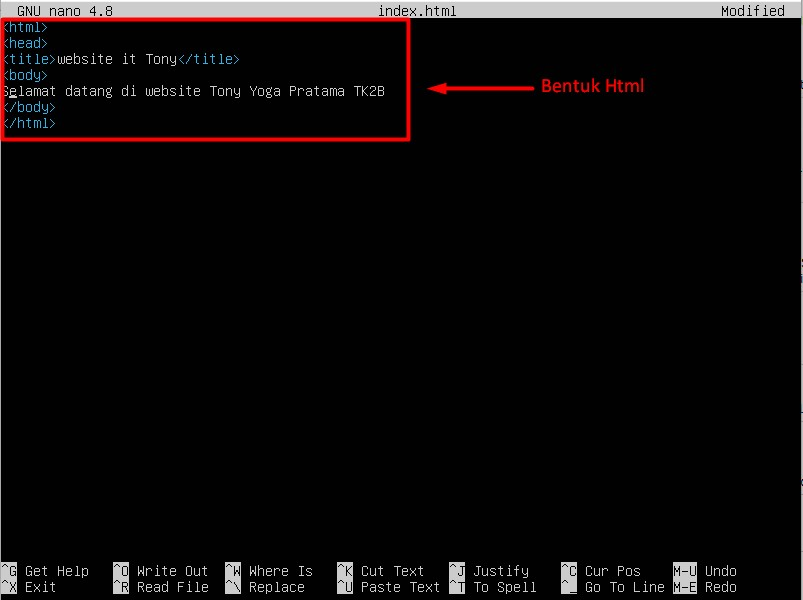 GNU nano 4.8 index.html Modified
<html>
<head>
<title>website it Tony</title>
<body>
Selamat datang di website Tony Yoga Pratama TK2B
</body>
</html>
Bentuk Html
^G Get Help ^O Write Out ^W Where Is ^K Cut Text ^J Justify ^C Cur Pos M-U Undo
^X Exit ^R Read File ^\ Replace ^U Paste Text ^T To Spell ^_ Go To Line M-E Redo